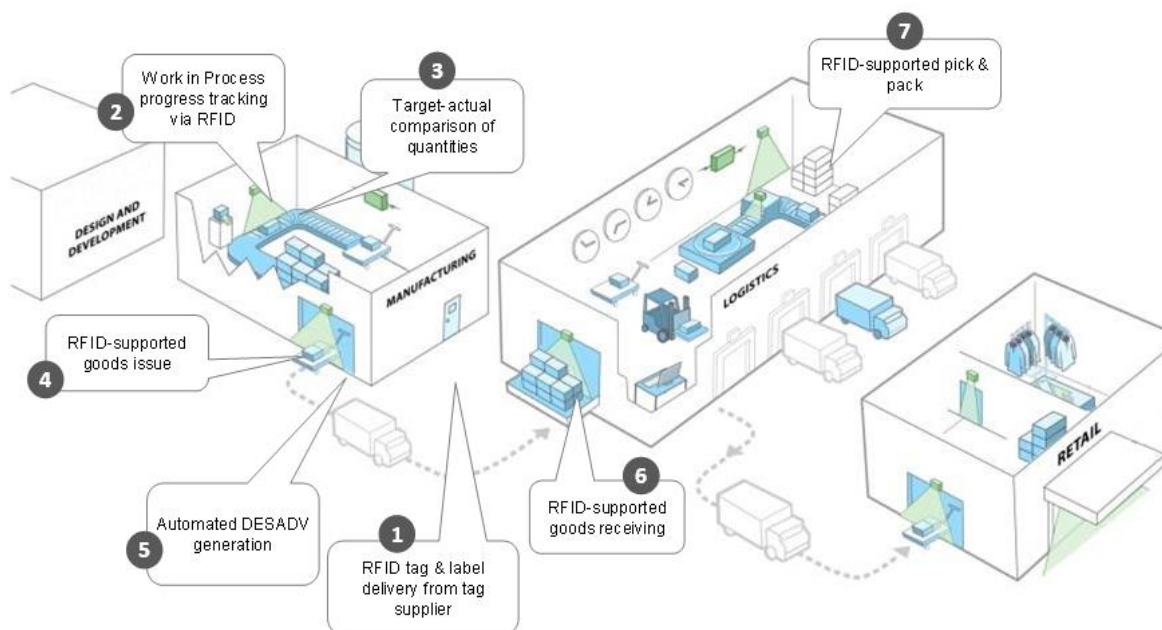 7
RFID-supported pick &
pack
3
2
Work in Process
progress tracking
via RFID
Target-actual
comparison of
quantities
DESIGN AND
DEVELOPMENT
MANUFACTURING
LOGISTICS
4
RFID-supported
goods issue
RETAIL
5
Automated DESADV
generation
1
RFID tag & label
delivery from tag
supplier
6
RFID-supported
goods receiving